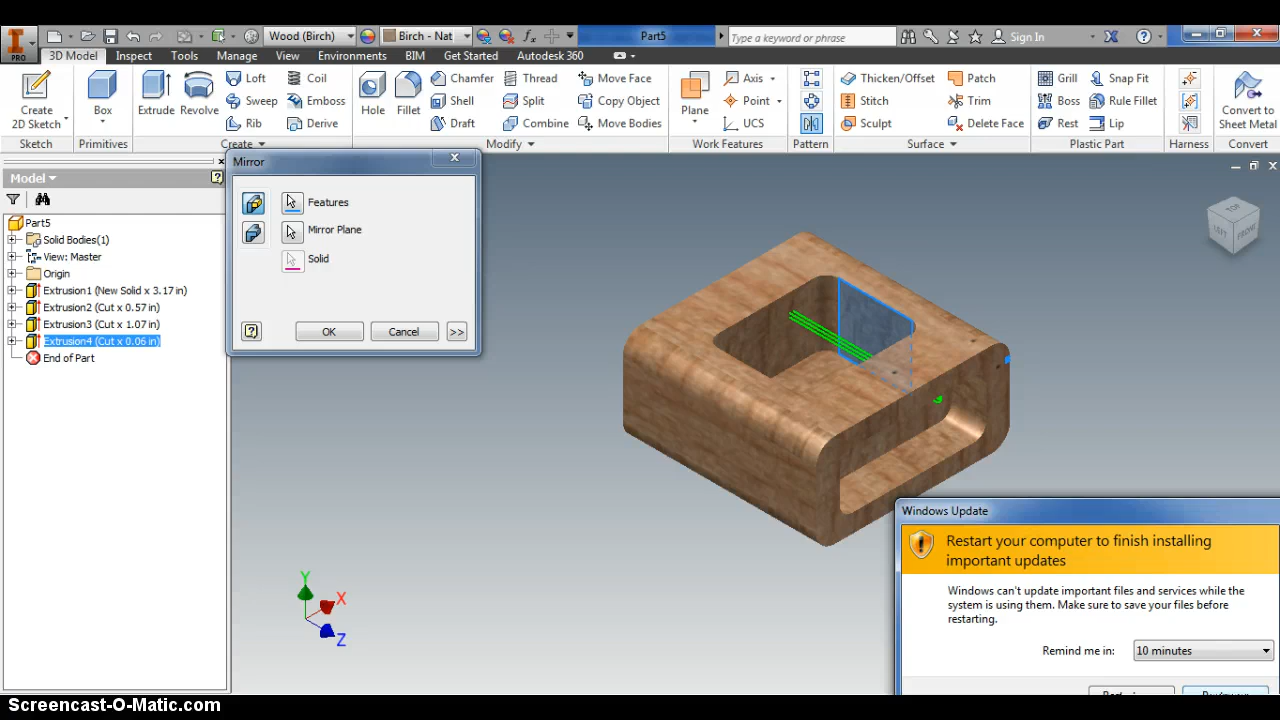 Wood (Birch) Birch - Nat fx Part5 Type a keyword or phrase Sign In
PRO 3D Model Inspect Tools Manage View Environments BIM Get Started Autodesk 360
Loft Coil Chamfer Thread Move Face Axis Thicken/Offset Patch Grill Snap Fit
Create 2D Sketch Box Extrude Revolve Sweep Emboss Hole Fillet Shell Split Copy Object Plane Point Stitch Trim Boss Rule Fillet Convert to Sheet Metal
Rib Derive Draft Combine Move Bodies UCS Sculpt Delete Face Rest Lip
Sketch Primitives Create Modify Work Features Pattern Surface Plastic Part Harness Convert
Model
Part5
Solid Bodies(1)
View: Master
Origin
Extrusion1 (New Solid x 3.17 in)
Extrusion2 (Cut x 0.57 in)
Extrusion3 (Cut x 1.07 in)
Extrusion4 (Cut x 0.06 in)
End of Part
Mirror
Features
Mirror Plane
Solid
OK Cancel >>
TOP
LEFT FRONT
Y
X
Z
Windows Update
Restart your computer to finish installing
important updates
Windows can't update important files and services while the
system is using them. Make sure to save your files before
restarting.
Remind me in: 10 minutes
Screencast-O-Matic.com